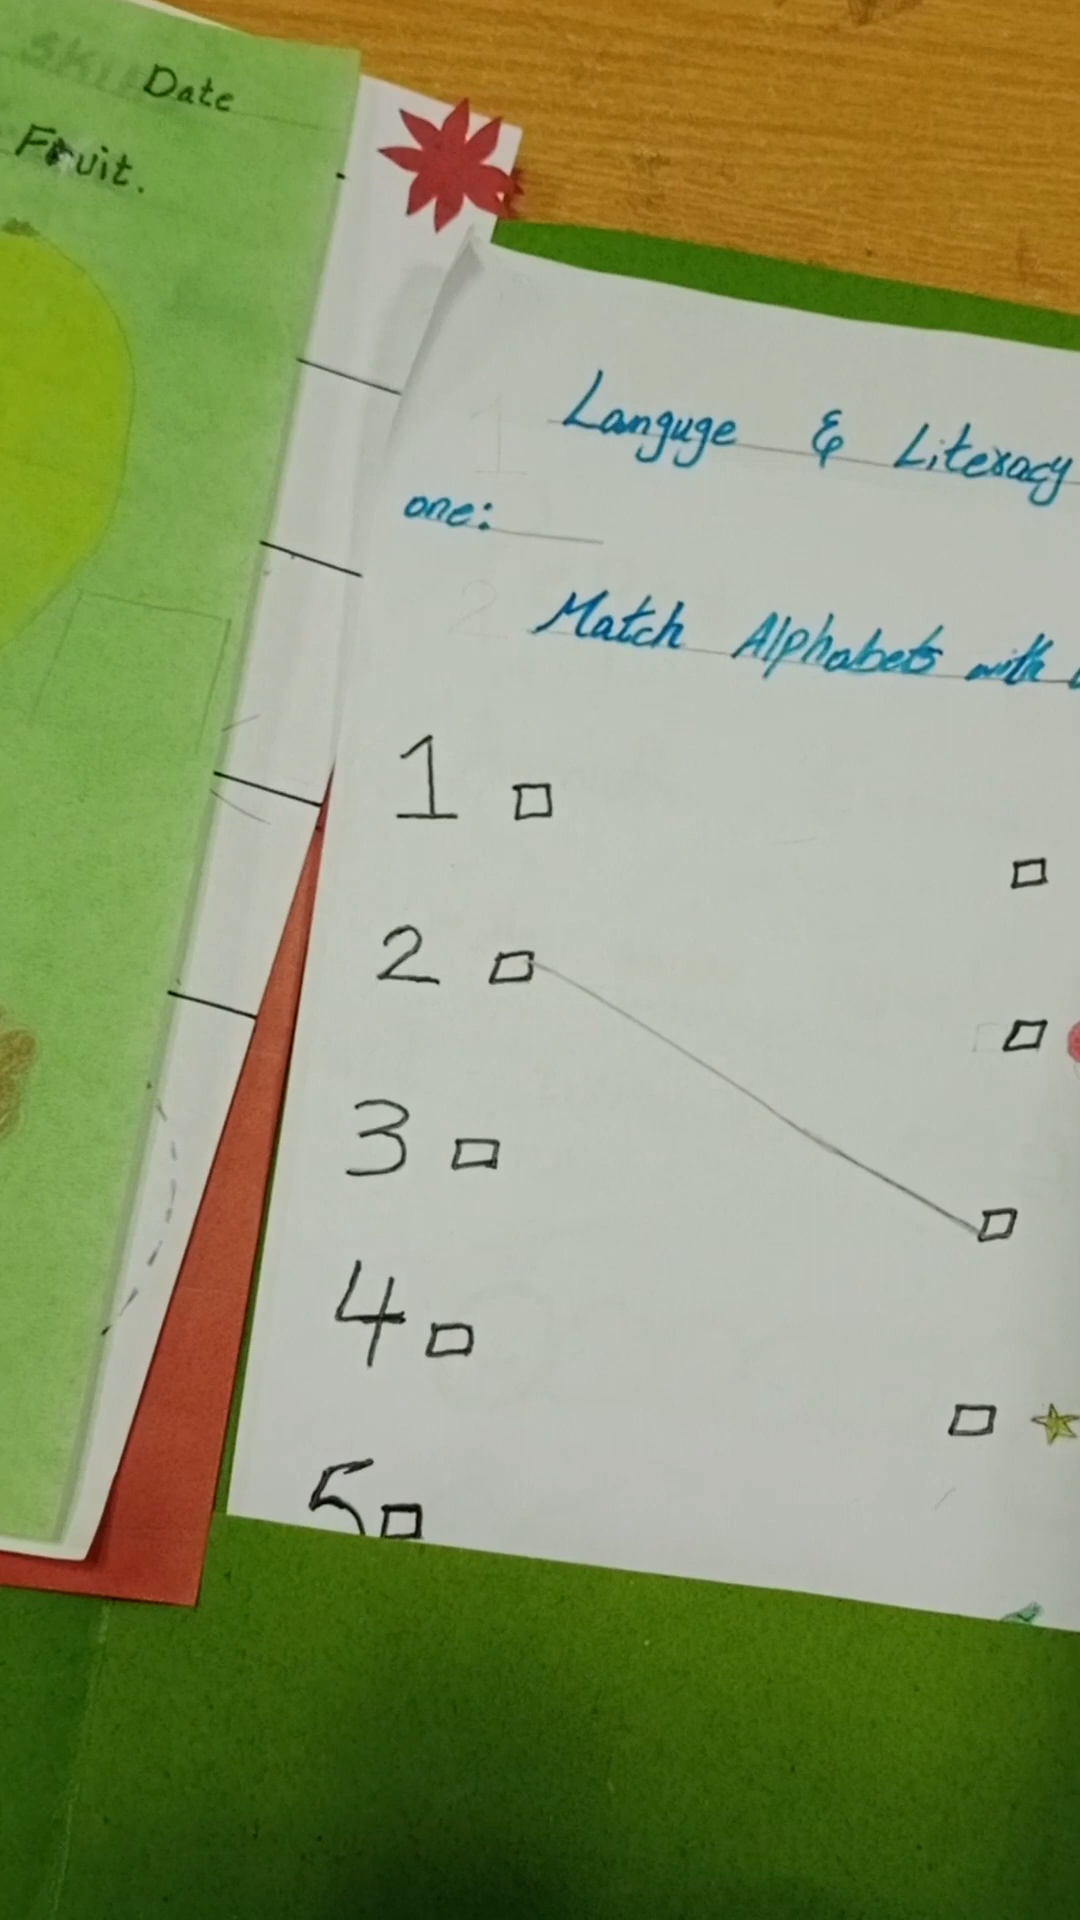 Date
Fruit.
Languge & Literacy
one:
Match Alphabets with
1
2
3
4
5